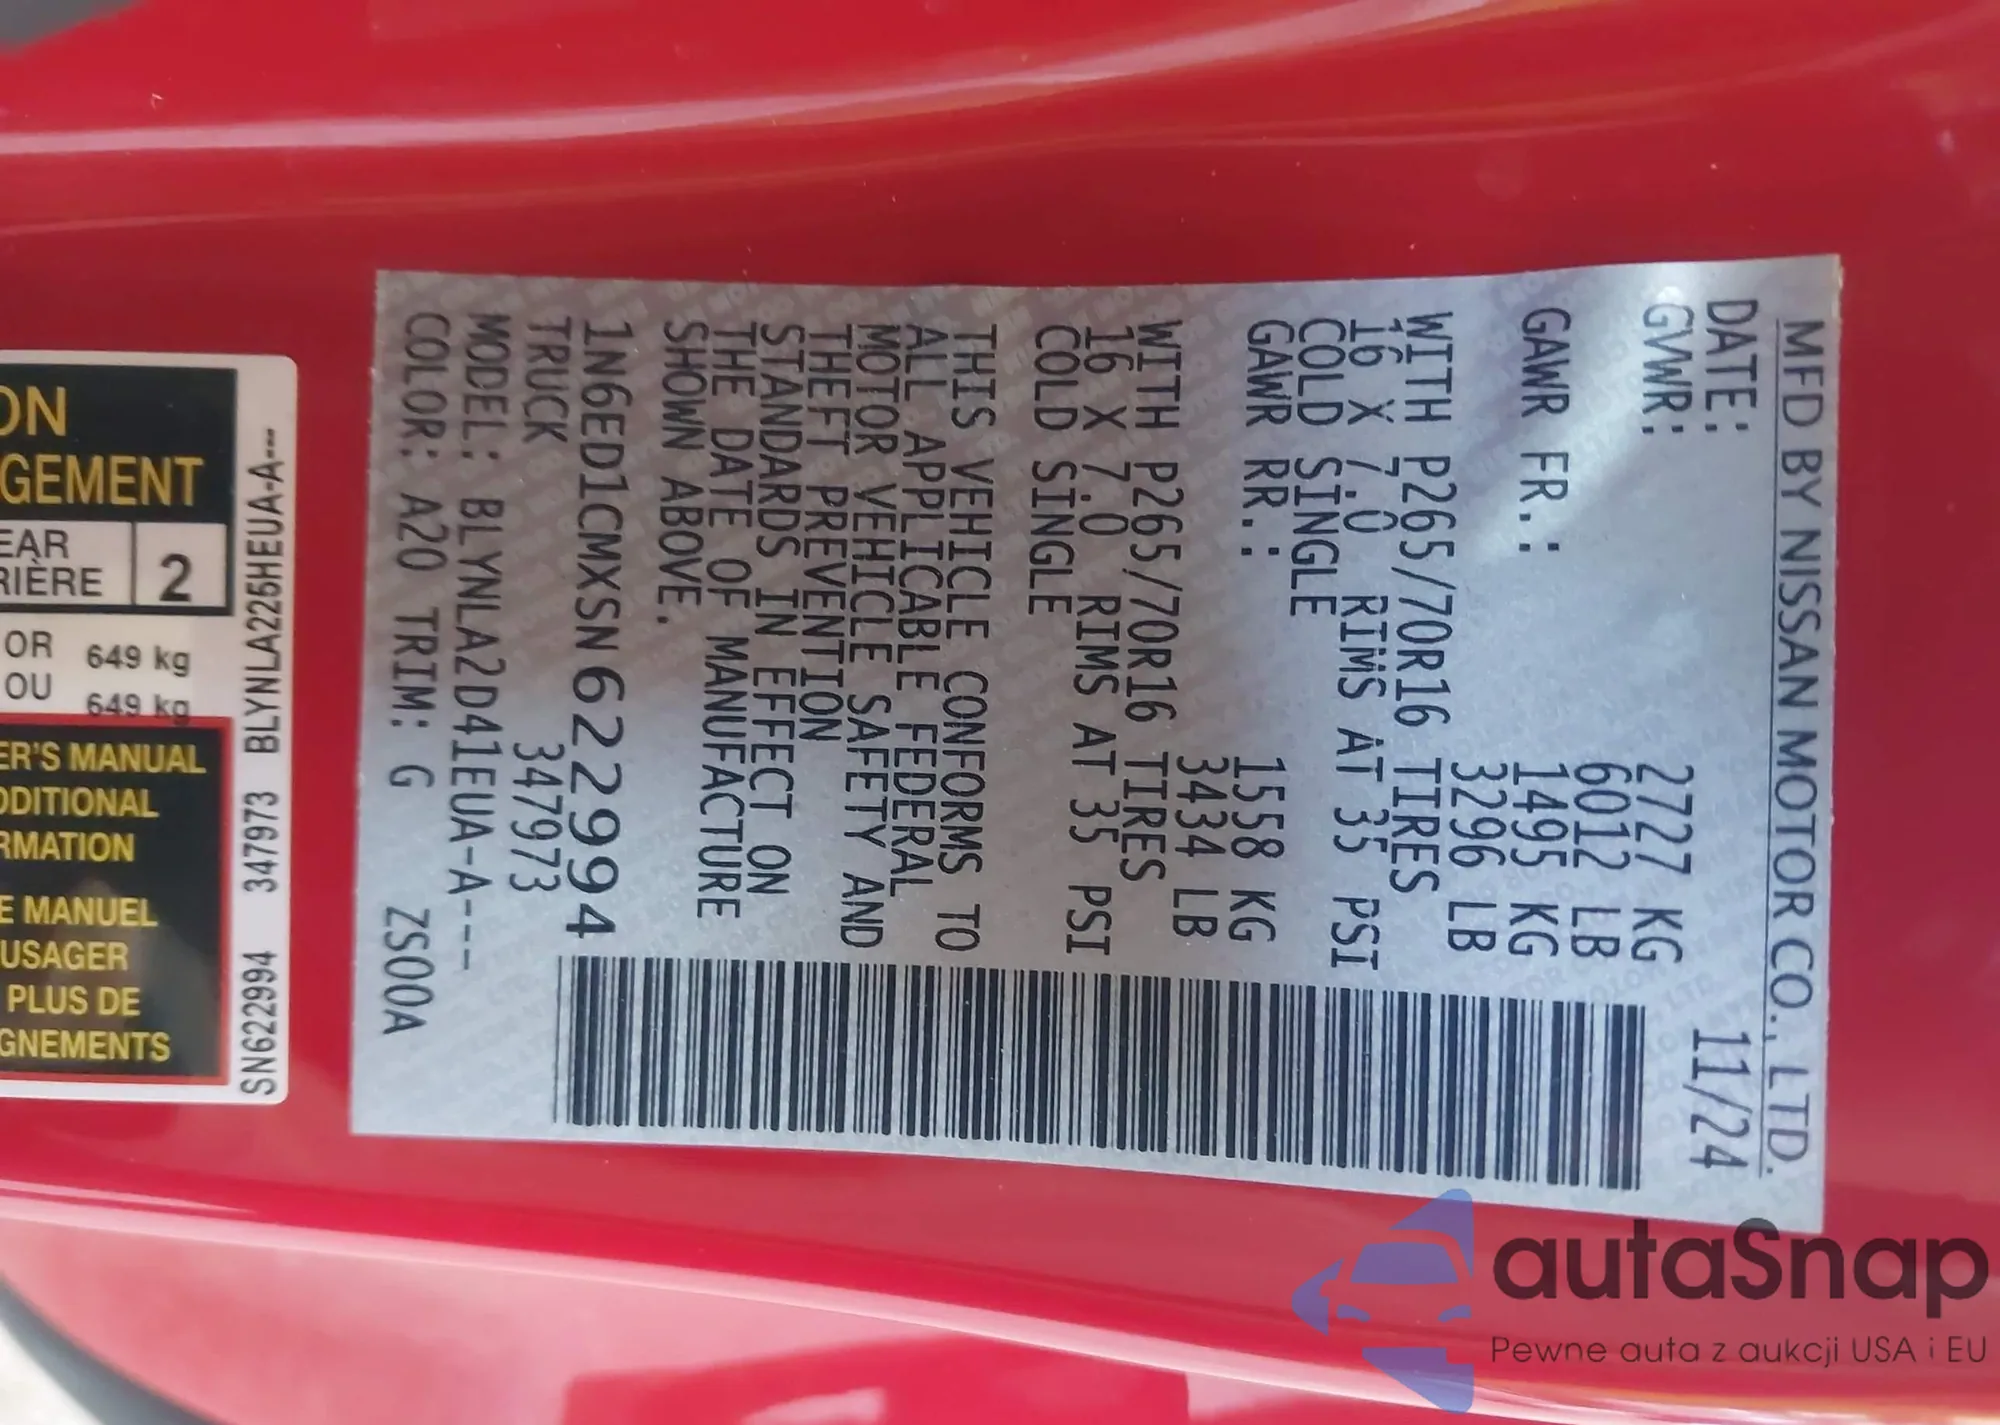 MFD BY NISSAN MOTOR CO., LTD.
DATE: 11/24
GVWR: 2727 KG
6012 LB
GAWR FR.: 1495 KG
3296 LB
WITH P265/70R16 TIRES
16 X 7.0 RIMS AT 35 PSI
COLD SINGLE
GAWR RR.: 1558 KG
3434 LB
WITH P265/70R16 TIRES
16 X 7.0 RIMS AT 35 PSI
COLD SINGLE
THIS VEHICLE CONFORMS TO
ALL APPLICABLE FEDERAL
MOTOR VEHICLE SAFETY AND
THEFT PREVENTION
STANDARDS IN EFFECT ON
THE DATE OF MANUFACTURE
SHOWN ABOVE.
1N6ED1CMXSN622994
TRUCK 347973
MODEL: BLYNLA2D41EUA-A---
COLOR: A20 TRIM: G ZS00A
ON
GEMENT
EAR
RIÈRE
2
OR 649 kg
OU 649 kg
ER'S MANUAL
DDITIONAL
RMATION
E MANUEL
USAGER
PLUS DE
GNEMENTS
SN622994 347973 BLYNLA225HEUA-A---
autaSnap
Pewne auta z aukcji USA i EU